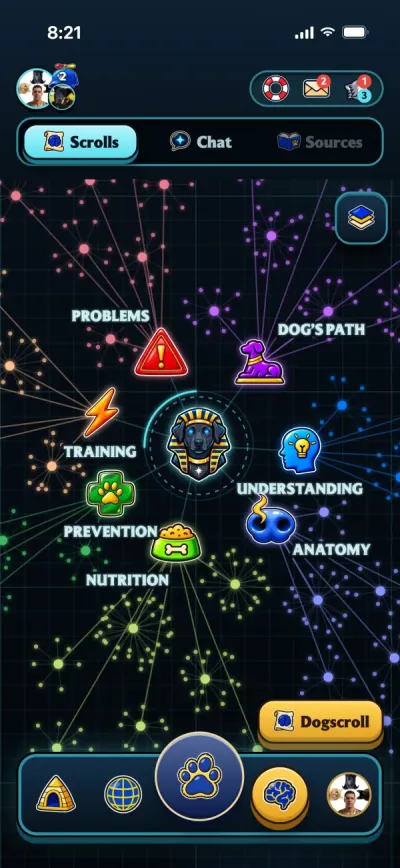 8:21
2
2
1
3
Scrolls
Chat
Sources
PROBLEMS
DOG'S PATH
TRAINING
UNDERSTANDING
PREVENTION
ANATOMY
NUTRITION
Dogscroll